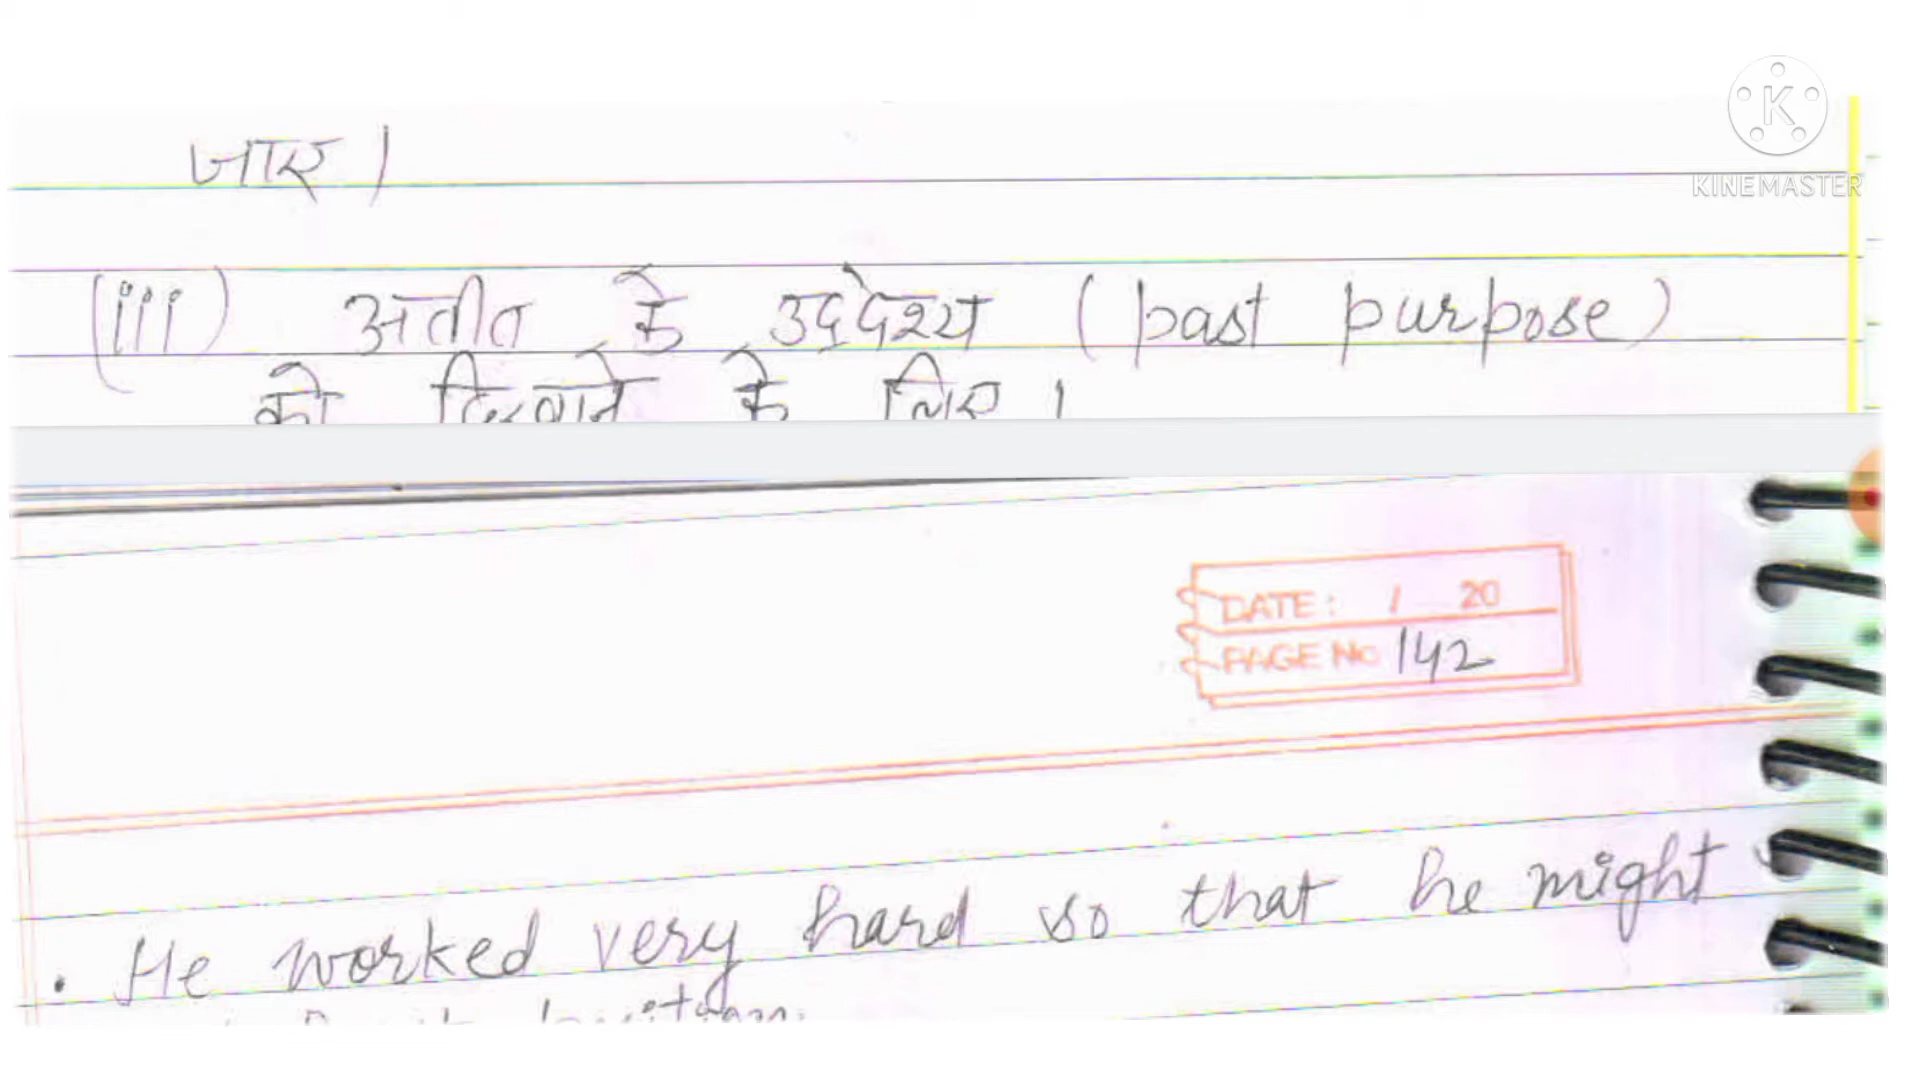 जाए।
KINEMASTER
(iii) अतीत के उद्देश्य (past purpose)
को दिखाने के लिए।
DATE: / 20
PAGE No 142
. He worked very hard so that he might